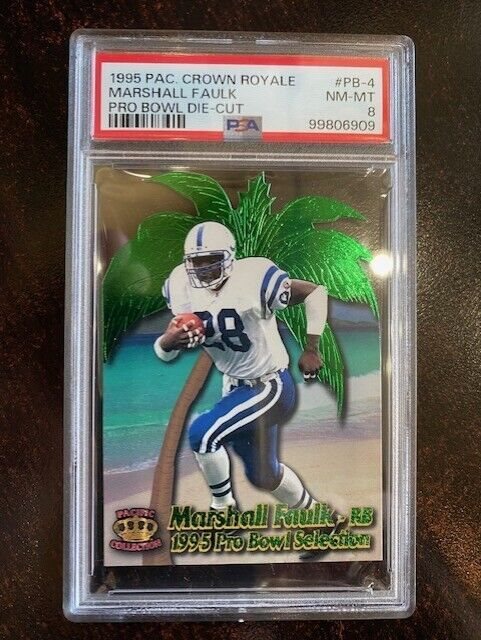 1995 PAC. CROWN ROYALE #PB-4
MARSHALL FAULK NM-MT
PRO BOWL DIE-CUT 8
PSA 99806909
28
28
PACIFIC
COLLECTION
Marshall Faulk - RB
1995 Pro Bowl Selection